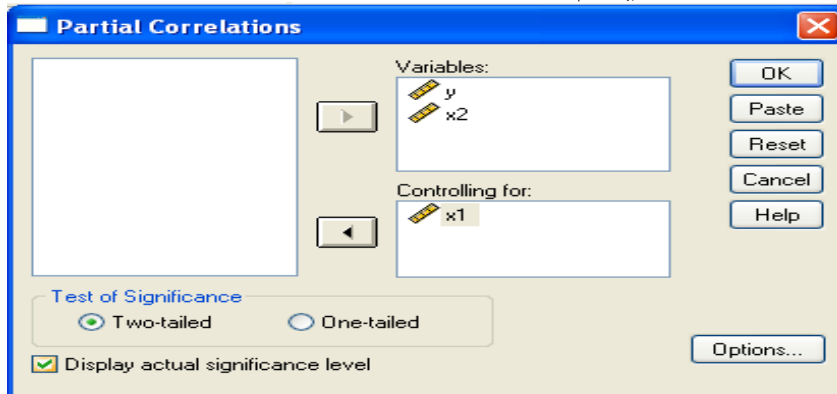 Partial Correlations
Variables:
y
x2
Controlling for:
x1
OK
Paste
Reset
Cancel
Help
Test of Significance
Two-tailed One-tailed
Display actual significance level
Options...